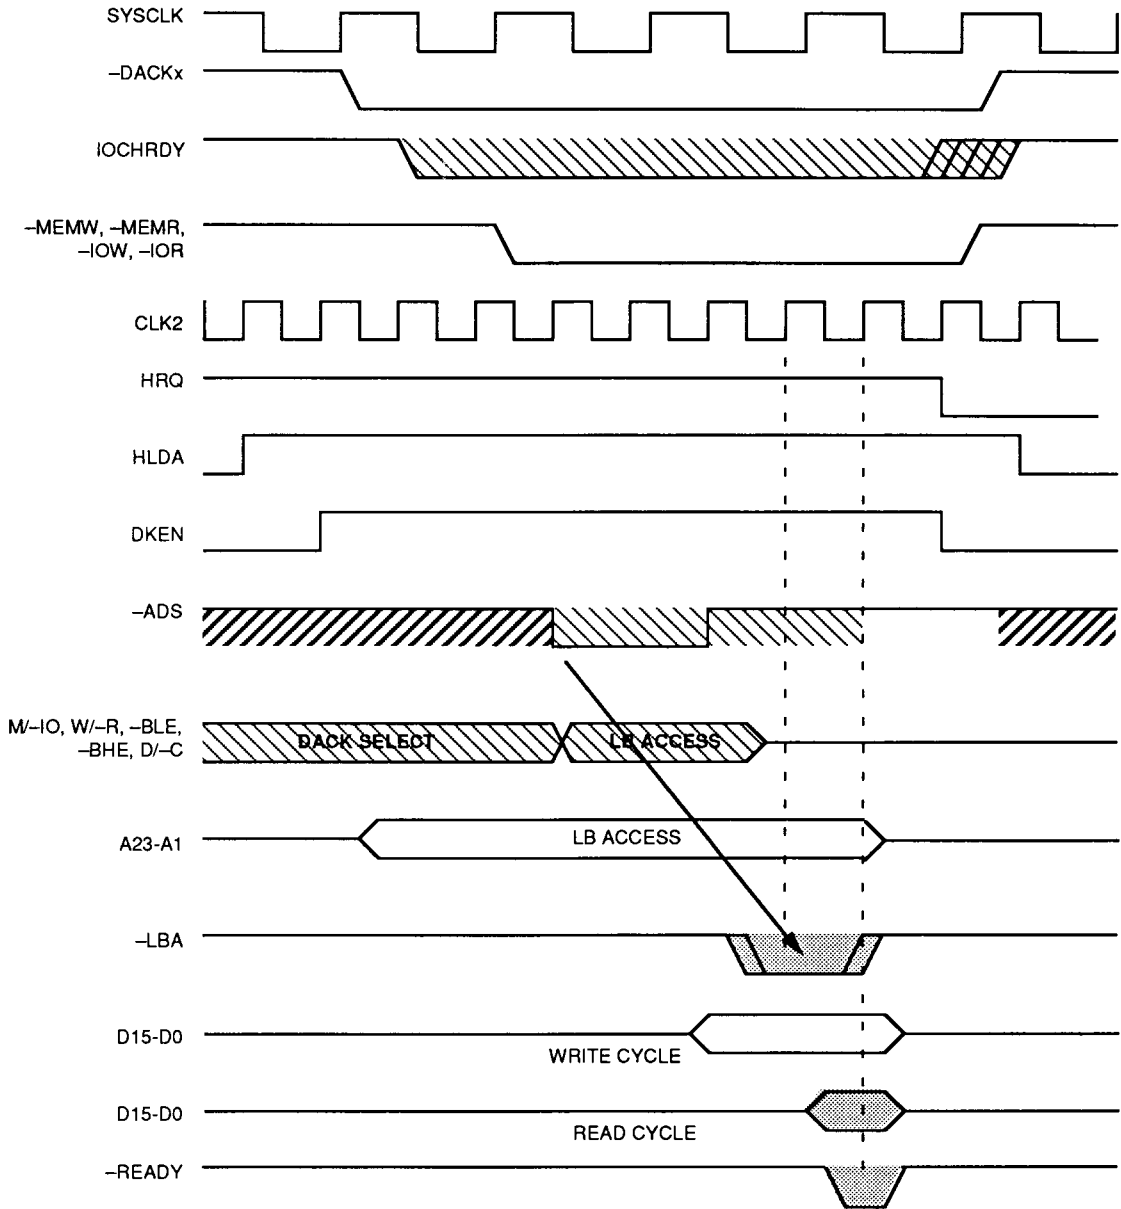 SYSCLK
–DACKx
IOCHRDY
–MEMW, –MEMR,
–IOW, –IOR
CLK2
HRQ
HLDA
DKEN
–ADS
M/–IO, W/–R, –BLE,
–BHE, D/–C
DACK SELECT
LB ACCESS
A23-A1
LB ACCESS
–LBA
D15-D0
WRITE CYCLE
D15-D0
READ CYCLE
–READY